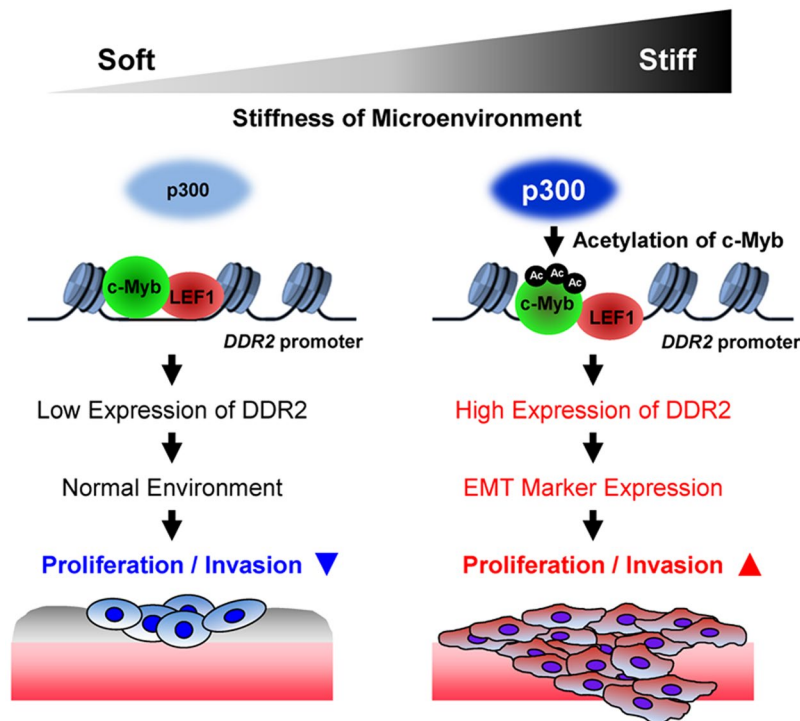 Soft
Stiff
Stiffness of Microenvironment
p300
c-Myb
LEF1
DDR2 promoter
Low Expression of DDR2
Normal Environment
Proliferation / Invasion ▼
p300
Acetylation of c-Myb
Ac
Ac
Ac
c-Myb
LEF1
DDR2 promoter
High Expression of DDR2
EMT Marker Expression
Proliferation / Invasion ▲